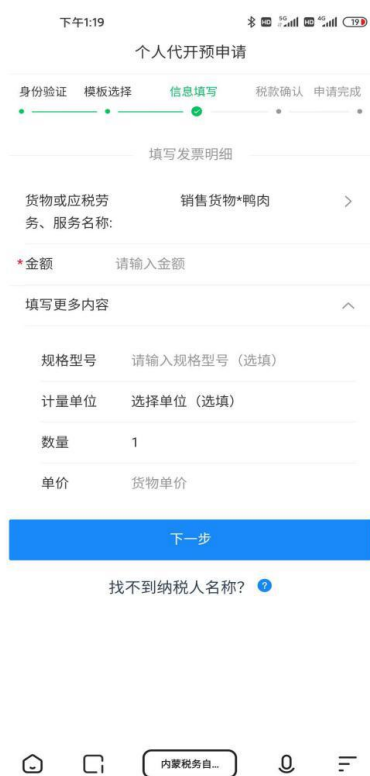 下午1:19
HD 5G HD 4G 19
个人代开预申请
身份验证 模板选择 信息填写 税款确认 申请完成
填写发票明细
货物或应税劳
务、服务名称:
销售货物*鸭肉
*金额 请输入金额
填写更多内容
规格型号 请输入规格型号（选填）
计量单位 选择单位（选填）
数量 1
单价 货物单价
下一步
找不到纳税人名称？ ?
内蒙税务自...